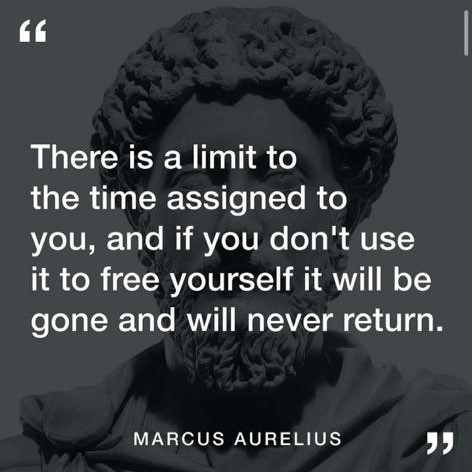 “
There is a limit to
the time assigned to
you, and if you don't use
it to free yourself it will be
gone and will never return.
MARCUS AURELIUS
”